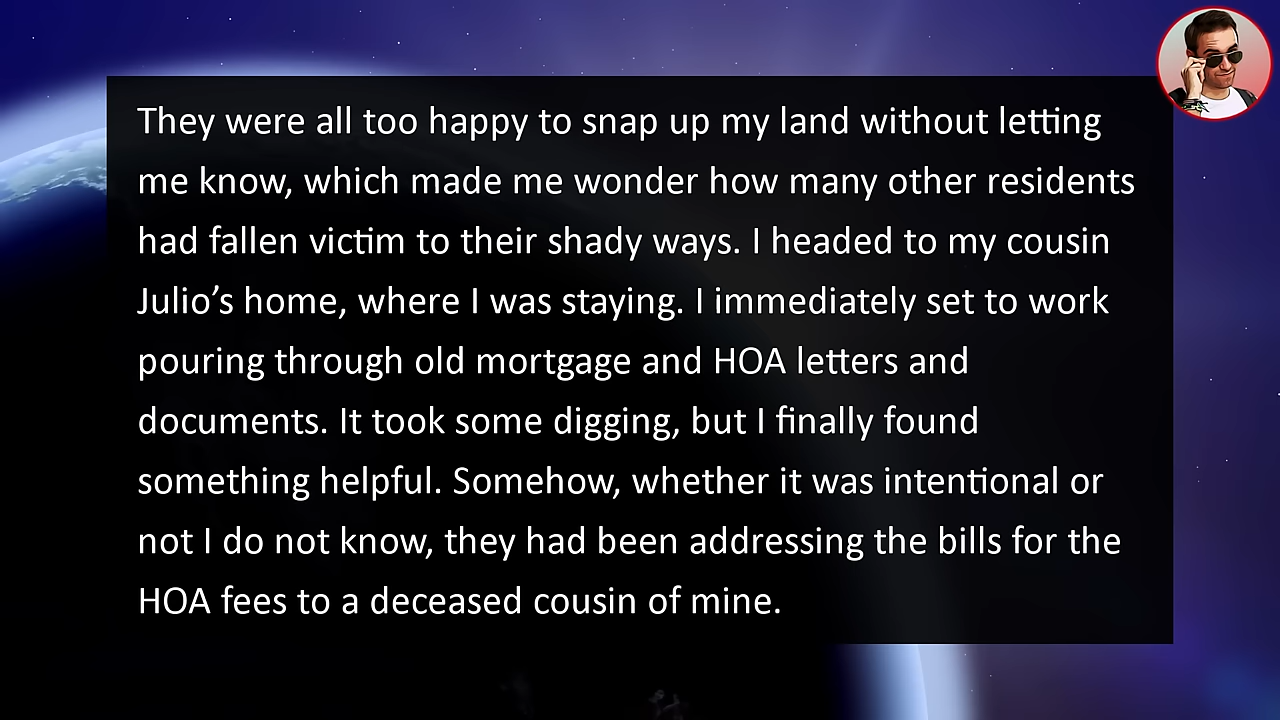 They were all too happy to snap up my land without letting
me know, which made me wonder how many other residents
had fallen victim to their shady ways. I headed to my cousin
Julio’s home, where I was staying. I immediately set to work
pouring through old mortgage and HOA letters and
documents. It took some digging, but I finally found
something helpful. Somehow, whether it was intentional or
not I do not know, they had been addressing the bills for the
HOA fees to a deceased cousin of mine.